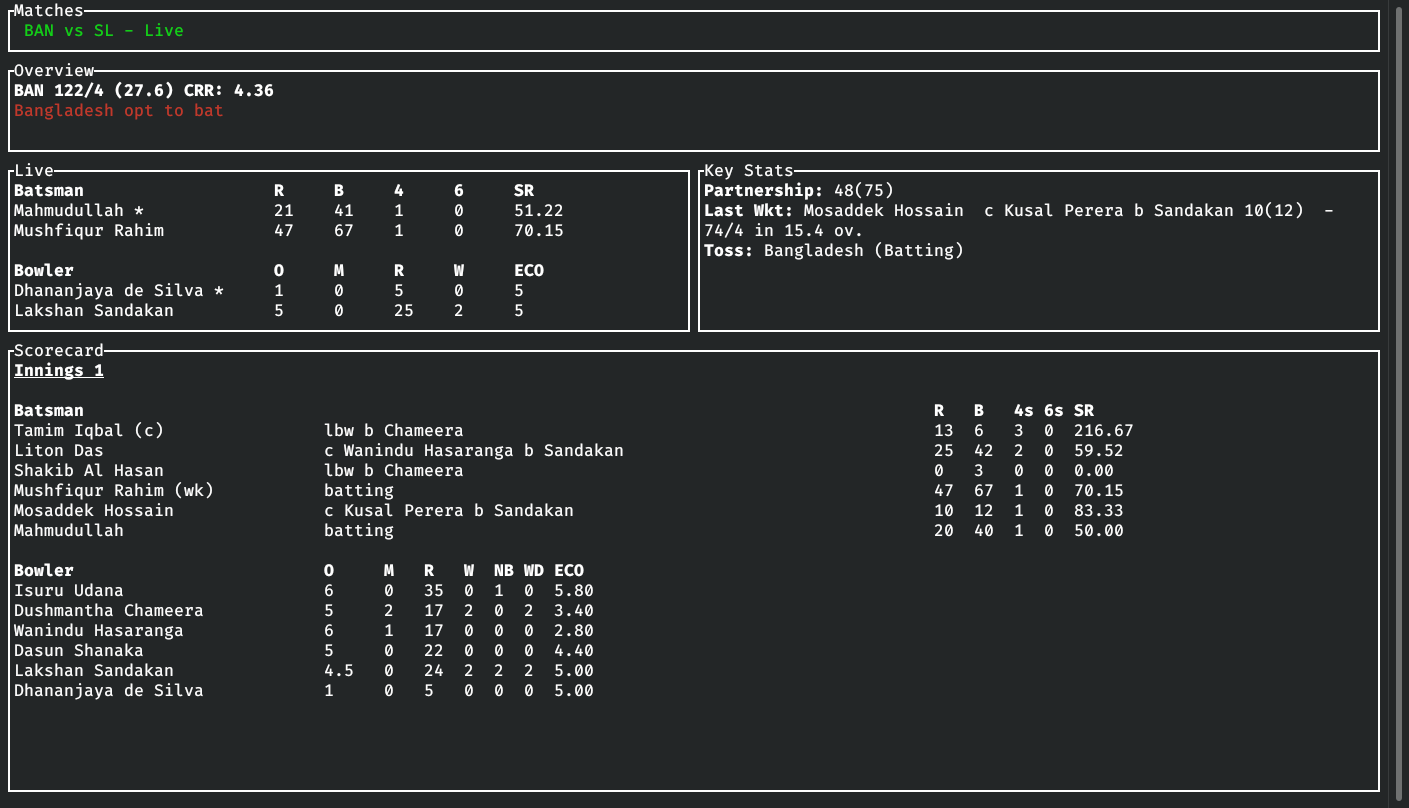 Matches
BAN vs SL - Live
Overview
BAN 122/4 (27.6) CRR: 4.36
Bangladesh opt to bat
Live
Batsman R B 4 6 SR
Mahmudullah * 21 41 1 0 51.22
Mushfiqur Rahim 47 67 1 0 70.15
Bowler O M R W ECO
Dhananjaya de Silva * 1 0 5 0 5
Lakshan Sandakan 5 0 25 2 5
Key Stats
Partnership: 48(75)
Last Wkt: Mosaddek Hossain c Kusal Perera b Sandakan 10(12) -
74/4 in 15.4 ov.
Toss: Bangladesh (Batting)
Scorecard
Innings 1
Batsman R B 4s 6s SR
Tamim Iqbal (c) lbw b Chameera 13 6 3 0 216.67
Liton Das c Wanindu Hasaranga b Sandakan 25 42 2 0 59.52
Shakib Al Hasan lbw b Chameera 0 3 0 0 0.00
Mushfiqur Rahim (wk) batting 47 67 1 0 70.15
Mosaddek Hossain c Kusal Perera b Sandakan 10 12 1 0 83.33
Mahmudullah batting 20 40 1 0 50.00
Bowler O M R W NB WD ECO
Isuru Udana 6 0 35 0 1 0 5.80
Dushmantha Chameera 5 2 17 2 0 2 3.40
Wanindu Hasaranga 6 1 17 0 0 0 2.80
Dasun Shanaka 5 0 22 0 0 0 4.40
Lakshan Sandakan 4.5 0 24 2 2 2 5.00
Dhananjaya de Silva 1 0 5 0 0 0 5.00